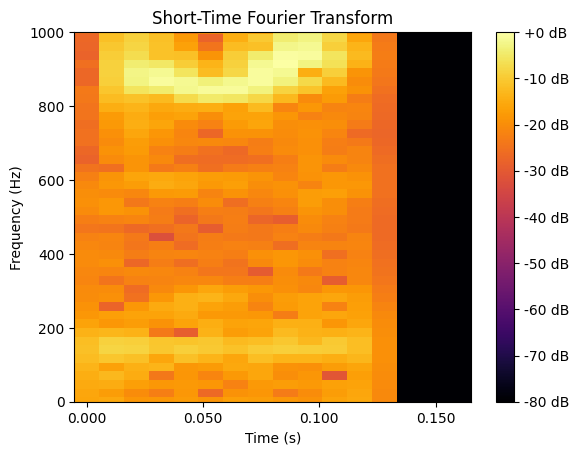 Short-Time Fourier Transform
1000
800
600
400
200
0
Frequency (Hz)
0.000
0.050
0.100
0.150
Time (s)
+0 dB
-10 dB
-20 dB
-30 dB
-40 dB
-50 dB
-60 dB
-70 dB
-80 dB